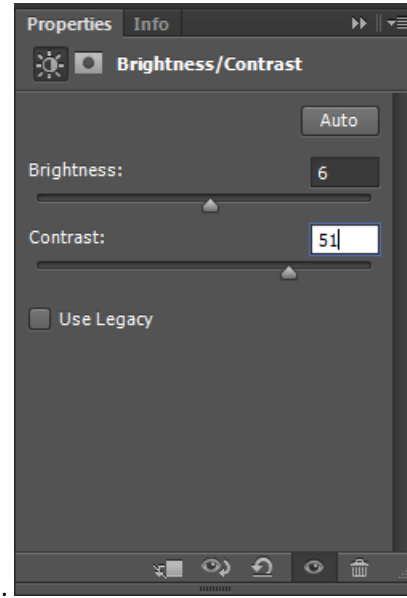 Properties Info
Brightness/Contrast
Auto
Brightness: 6
Contrast: 51
Use Legacy
.